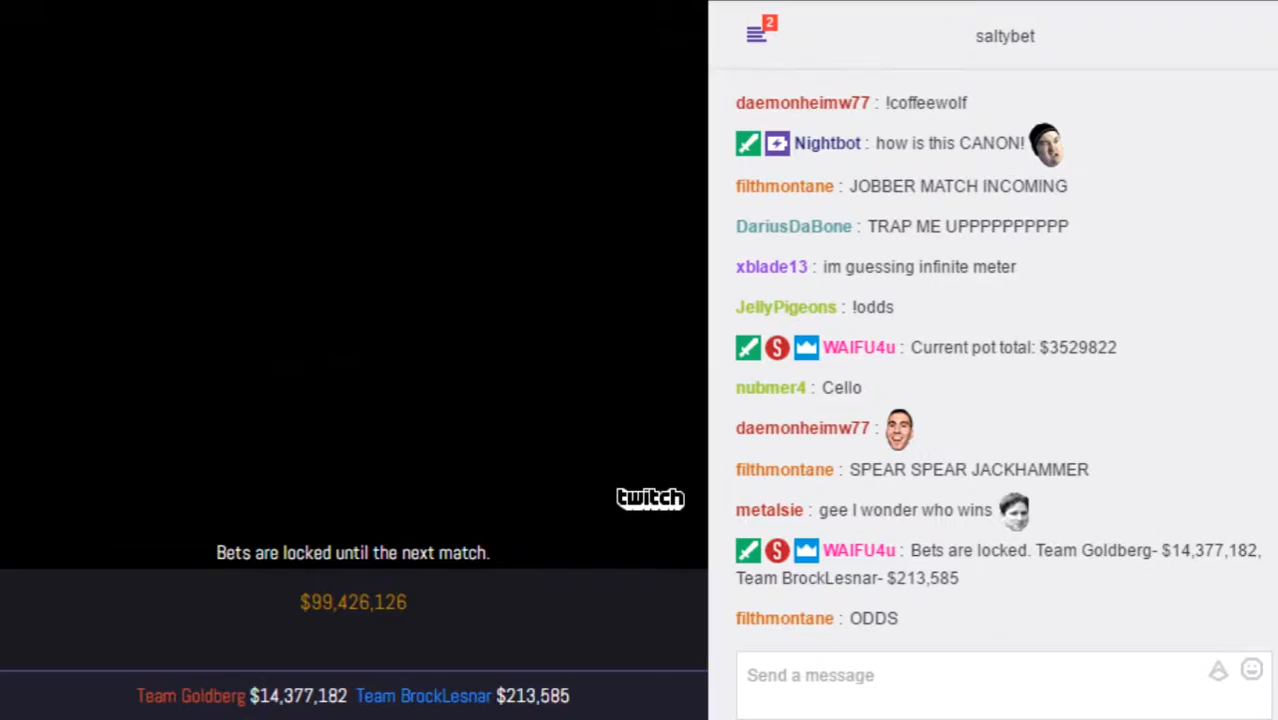 twitch
Bets are locked until the next match.
$99,426,126
Team Goldberg $14,377,182 Team BrockLesnar $213,585
2
saltybet
daemonheimw77 : !coffeewolf
Nightbot : how is this CANON!
filthmontane : JOBBER MATCH INCOMING
DariusDaBone : TRAP ME UPPPPPPPPPP
xblade13 : im guessing infinite meter
JellyPigeons : !odds
S WAIFU4u : Current pot total: $3529822
nubmer4 : Cello
daemonheimw77 :
filthmontane : SPEAR SPEAR JACKHAMMER
metalsie : gee I wonder who wins
S WAIFU4u : Bets are locked. Team Goldberg- $14,377,182,
Team BrockLesnar- $213,585
filthmontane : ODDS
Send a message